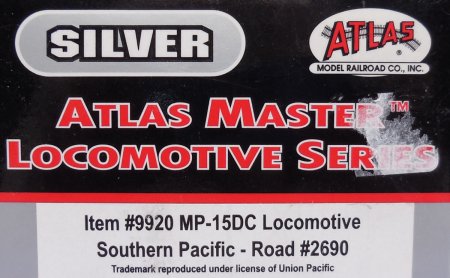 SILVER
ATLAS®
MODEL RAILROAD CO., INC.
ATLAS MASTER™
LOCOMOTIVE SERIES
Item #9920 MP-15DC Locomotive
Southern Pacific - Road #2690
Trademark reproduced under license of Union Pacific